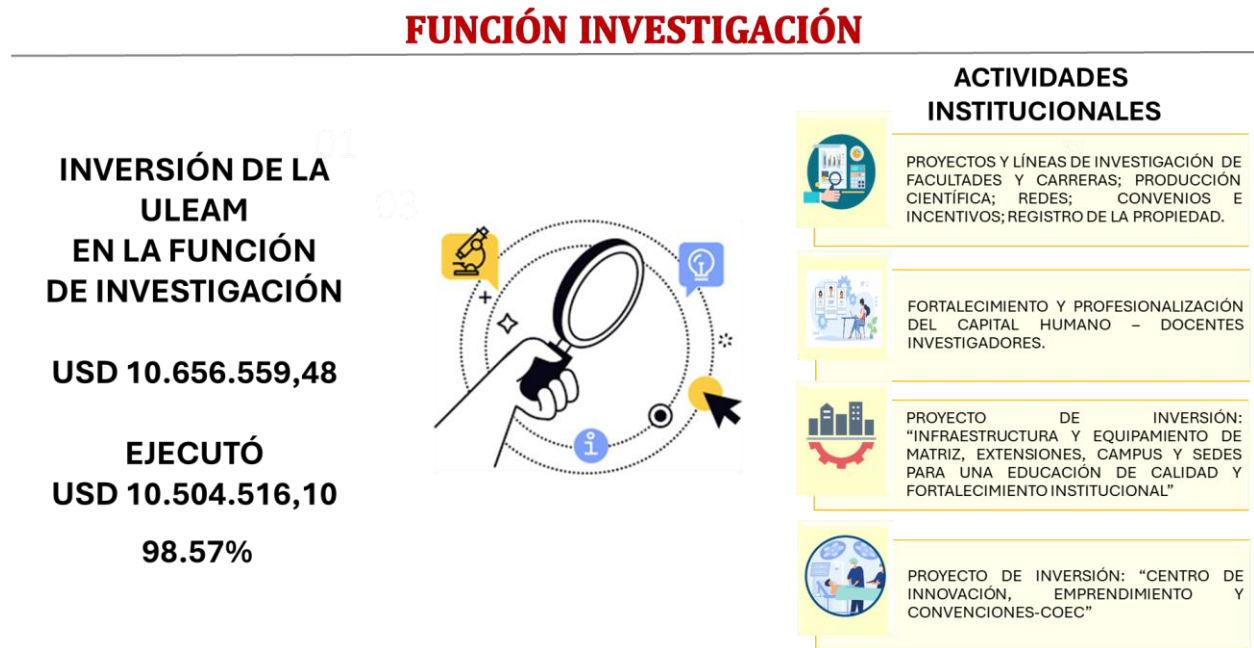 FUNCIÓN INVESTIGACIÓN
INVERSIÓN DE LA
ULEAM
EN LA FUNCIÓN
DE INVESTIGACIÓN
USD 10.656.559,48
EJECUTÓ
USD 10.504.516,10
98.57%
01
03
ACTIVIDADES
INSTITUCIONALES
PROYECTOS Y LÍNEAS DE INVESTIGACIÓN DE
FACULTADES Y CARRERAS; PRODUCCIÓN
CIENTÍFICA; REDES; CONVENIOS E
INCENTIVOS; REGISTRO DE LA PROPIEDAD.
FORTALECIMIENTO Y PROFESIONALIZACIÓN
DEL CAPITAL HUMANO – DOCENTES
INVESTIGADORES.
PROYECTO DE INVERSIÓN:
“INFRAESTRUCTURA Y EQUIPAMIENTO DE
MATRIZ, EXTENSIONES, CAMPUS Y SEDES
PARA UNA EDUCACIÓN DE CALIDAD Y
FORTALECIMIENTO INSTITUCIONAL”
PROYECTO DE INVERSIÓN: “CENTRO DE
INNOVACIÓN, EMPRENDIMIENTO Y
CONVENCIONES-COEC”